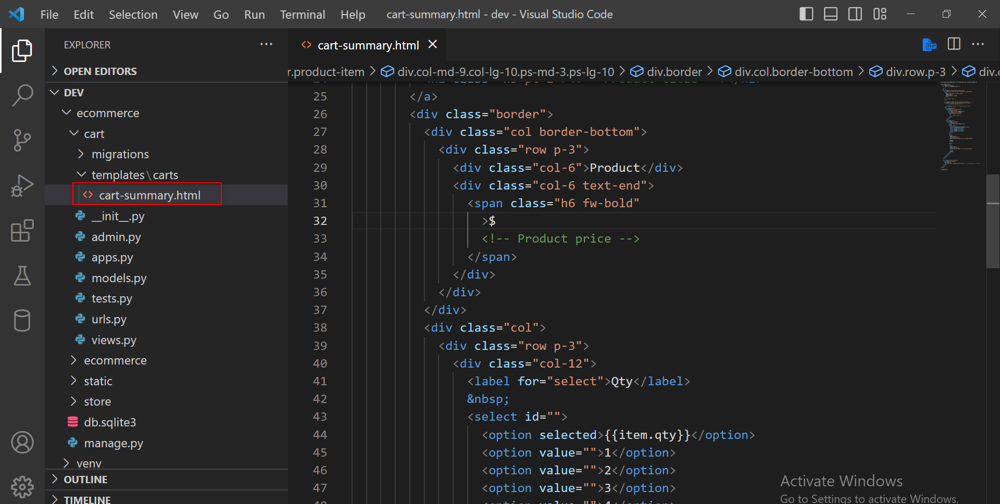 File Edit Selection View Go Run Terminal Help cart-summary.html - dev - Visual Studio Code
EXPLORER
OPEN EDITORS
DEV
ecommerce
cart
migrations
templates\carts
cart-summary.html
__init__.py
admin.py
apps.py
models.py
tests.py
urls.py
views.py
ecommerce
static
store
db.sqlite3
manage.py
venv
OUTLINE
TIMELINE
cart-summary.html
r.product-item > div.col-md-9.col-lg-10.ps-md-3.ps-lg-10 > div.border > div.col.border-bottom > div.row.p-3 >
25 </a>
26 <div class="border">
27 <div class="col border-bottom">
28 <div class="row p-3">
29 <div class="col-6">Product</div>
30 <div class="col-6 text-end">
31 <span class="h6 fw-bold"
32 >$
33 <!-- Product price -->
34 </span>
35 </div>
36 </div>
37 </div>
38 <div class="col">
39 <div class="row p-3">
40 <div class="col-12">
41 <label for="select">Qty</label>
42 &nbsp;
43 <select id="">
44 <option selected>{{item.qty}}</option>
45 <option value="">1</option>
46 <option value="">2</option>
47 <option value="">3</option>
Activate Windows
Go to Settings to activate Windows.